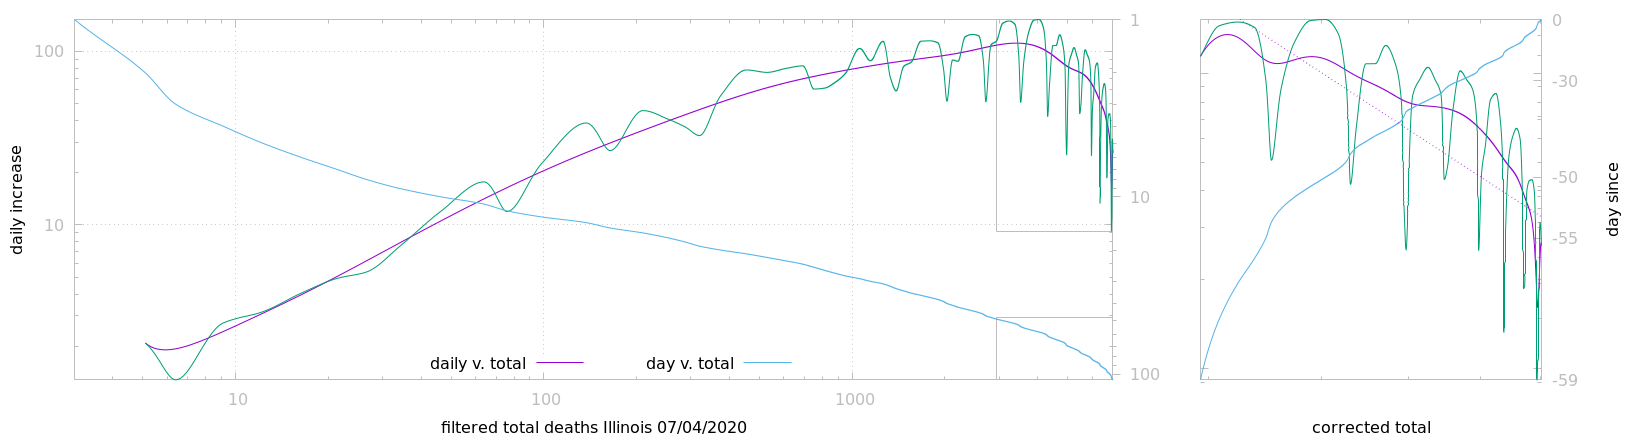 daily increase
100
10
daily v. total
day v. total
1
10
100
10
100
1000
filtered total deaths Illinois 07/04/2020
0
-30
-50
-55
-59
day since
corrected total